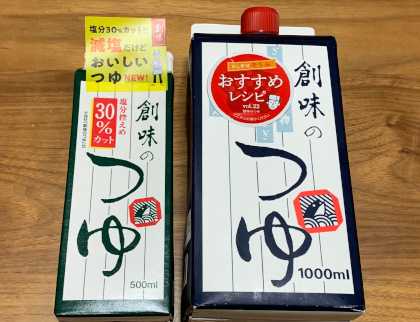 塩分30%カット
減塩だけど
おいしい
つゆ NEW!
塩分控えめ
30%
カット
創味の
つゆ
500ml
おすすめ
レシピ
vol.22
創味の
つゆ
1000ml